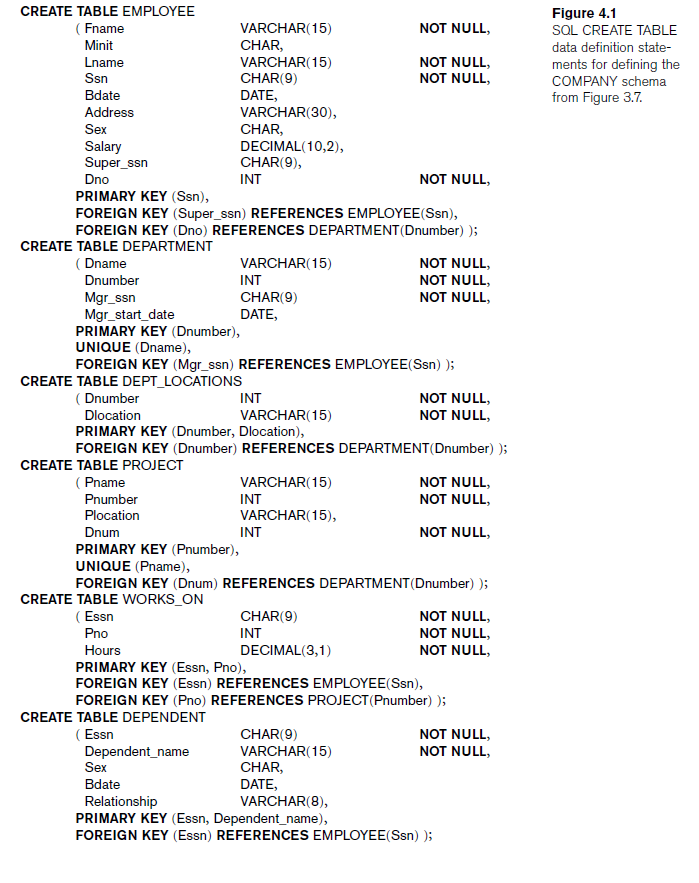 CREATE TABLE EMPLOYEE
( Fname VARCHAR(15) NOT NULL,
Minit CHAR,
Lname VARCHAR(15) NOT NULL,
Ssn CHAR(9) NOT NULL,
Bdate DATE,
Address VARCHAR(30),
Sex CHAR,
Salary DECIMAL(10,2),
Super_ssn CHAR(9),
Dno INT NOT NULL,
PRIMARY KEY (Ssn),
FOREIGN KEY (Super_ssn) REFERENCES EMPLOYEE(Ssn),
FOREIGN KEY (Dno) REFERENCES DEPARTMENT(Dnumber) );
CREATE TABLE DEPARTMENT
( Dname VARCHAR(15) NOT NULL,
Dnumber INT NOT NULL,
Mgr_ssn CHAR(9) NOT NULL,
Mgr_start_date DATE,
PRIMARY KEY (Dnumber),
UNIQUE (Dname),
FOREIGN KEY (Mgr_ssn) REFERENCES EMPLOYEE(Ssn) );
CREATE TABLE DEPT_LOCATIONS
( Dnumber INT NOT NULL,
Dlocation VARCHAR(15) NOT NULL,
PRIMARY KEY (Dnumber, Dlocation),
FOREIGN KEY (Dnumber) REFERENCES DEPARTMENT(Dnumber) );
CREATE TABLE PROJECT
( Pname VARCHAR(15) NOT NULL,
Pnumber INT NOT NULL,
Plocation VARCHAR(15),
Dnum INT NOT NULL,
PRIMARY KEY (Pnumber),
UNIQUE (Pname),
FOREIGN KEY (Dnum) REFERENCES DEPARTMENT(Dnumber) );
CREATE TABLE WORKS_ON
( Essn CHAR(9) NOT NULL,
Pno INT NOT NULL,
Hours DECIMAL(3,1) NOT NULL,
PRIMARY KEY (Essn, Pno),
FOREIGN KEY (Essn) REFERENCES EMPLOYEE(Ssn),
FOREIGN KEY (Pno) REFERENCES PROJECT(Pnumber) );
CREATE TABLE DEPENDENT
( Essn CHAR(9) NOT NULL,
Dependent_name VARCHAR(15) NOT NULL,
Sex CHAR,
Bdate DATE,
Relationship VARCHAR(8),
PRIMARY KEY (Essn, Dependent_name),
FOREIGN KEY (Essn) REFERENCES EMPLOYEE(Ssn) );
Figure 4.1
SQL CREATE TABLE
data definition state-
ments for defining the
COMPANY schema
from Figure 3.7.